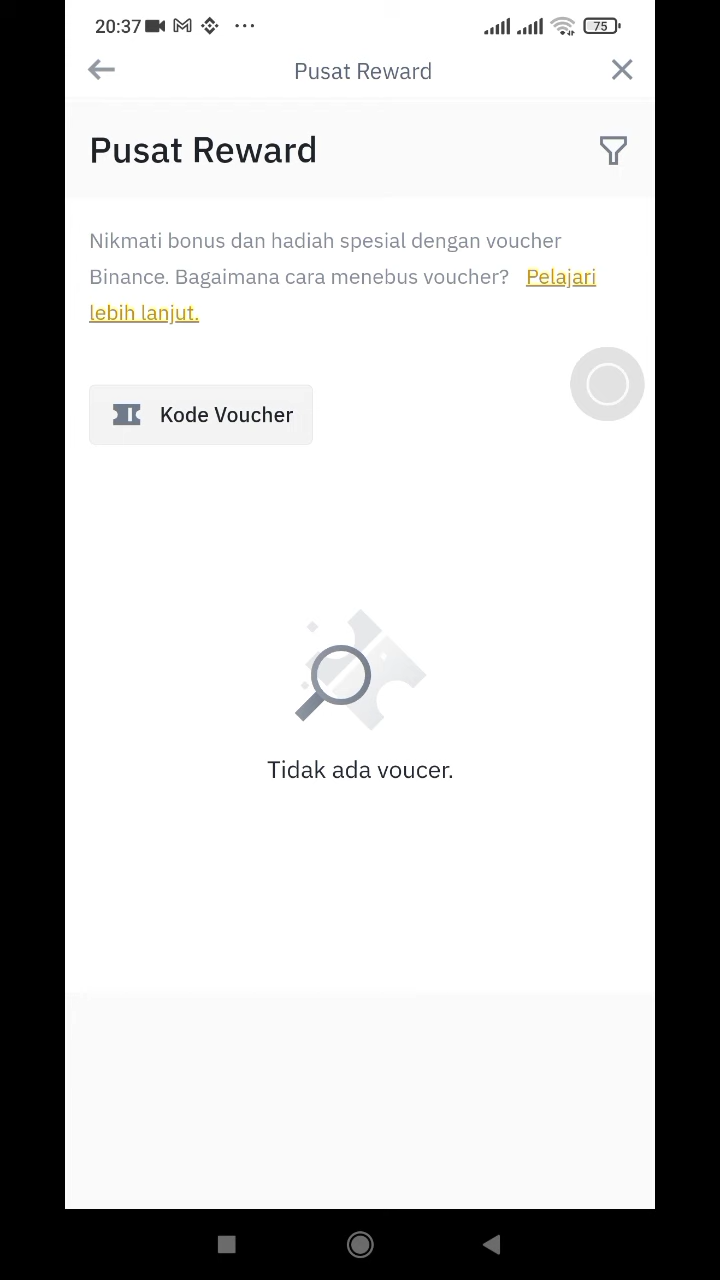 20:37
75
Pusat Reward
Pusat Reward
Nikmati bonus dan hadiah spesial dengan voucher
Binance. Bagaimana cara menebus voucher? Pelajari
lebih lanjut.
Kode Voucher
Tidak ada voucer.